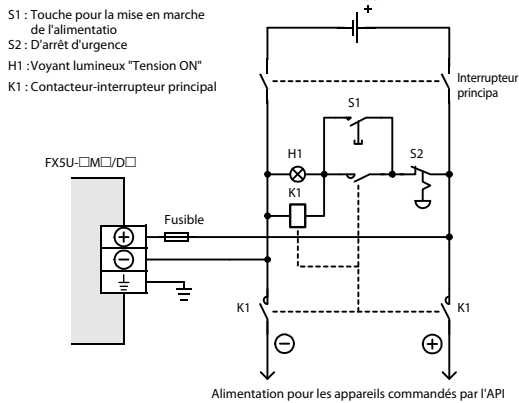 S1 : Touche pour la mise en marche
de l'alimentatio
S2 : D'arrêt d'urgence
H1 : Voyant lumineux "Tension ON"
K1 : Contacteur-interrupteur principal
+
Interrupteur
principa
S1
H1
S2
K1
FX5U-□M□/D□
Fusible
+
−
K1
K1
−
+
Alimentation pour les appareils commandés par l'API